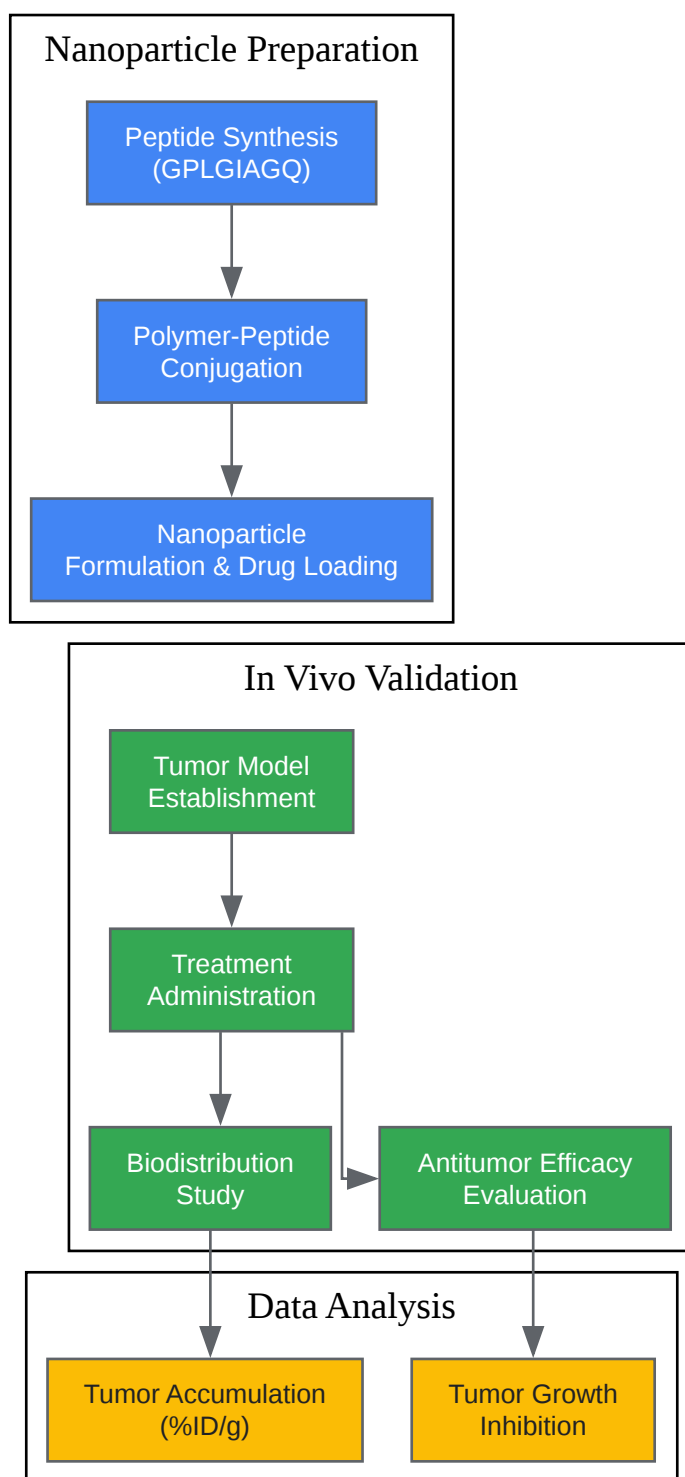 Nanoparticle Preparation
Peptide Synthesis
(GPLGIAGQ)
Polymer-Peptide
Conjugation
Nanoparticle
Formulation & Drug Loading
In Vivo Validation
Tumor Model
Establishment
Treatment
Administration
Biodistribution
Study
Antitumor Efficacy
Evaluation
Data Analysis
Tumor Accumulation
(%ID/g)
Tumor Growth
Inhibition